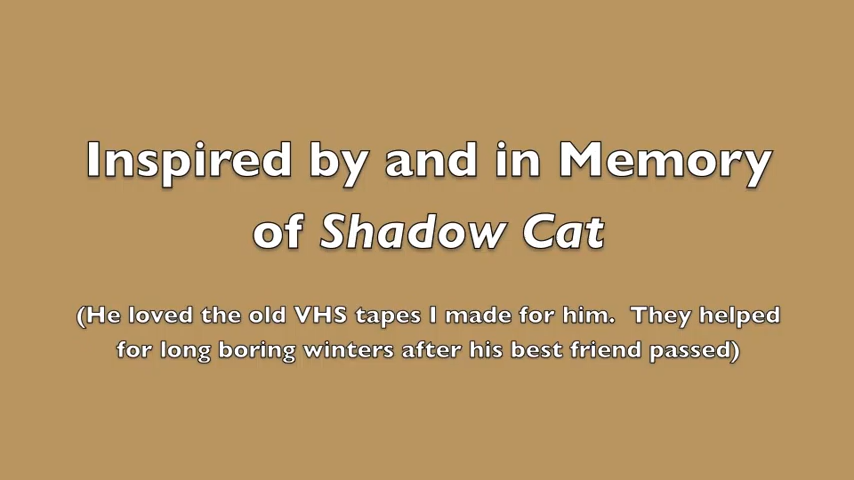 Inspired by and in Memory
of Shadow Cat
(He loved the old VHS tapes I made for him.  They helped
for long boring winters after his best friend passed)